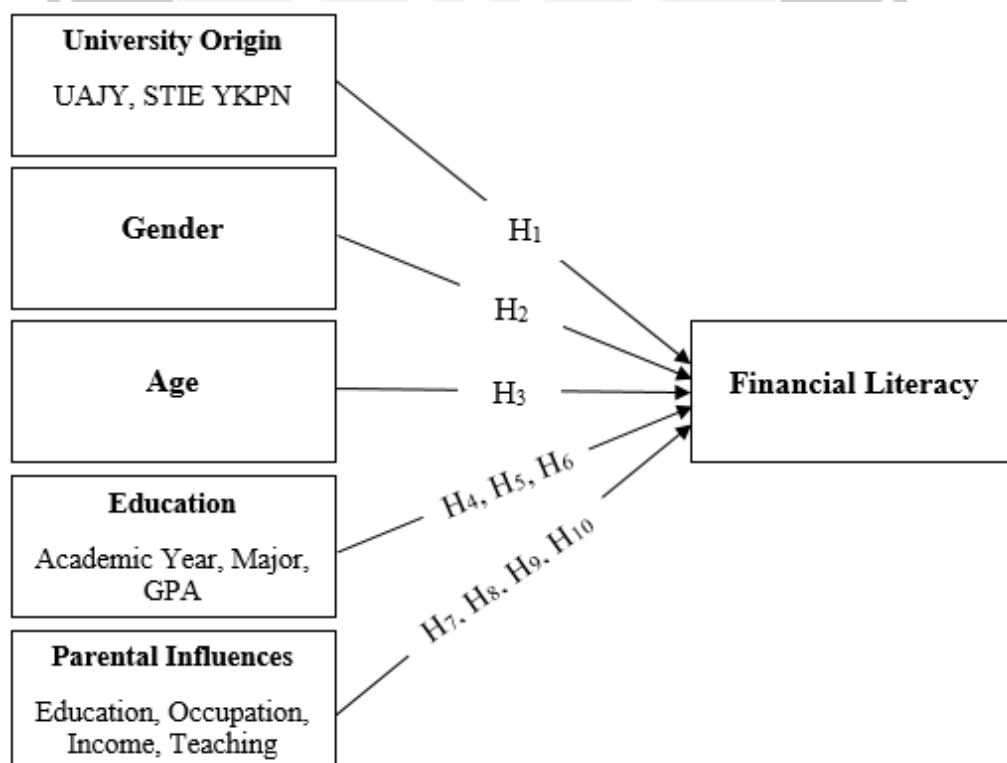 University Origin
UAJY, STIE YKPN
H₁
Gender
H₂
Age
H₃
Financial Literacy
Education
Academic Year, Major,
GPA
H₄, H₅, H₆
Parental Influences
Education, Occupation,
Income, Teaching
H₇, H₈, H₉, H₁₀